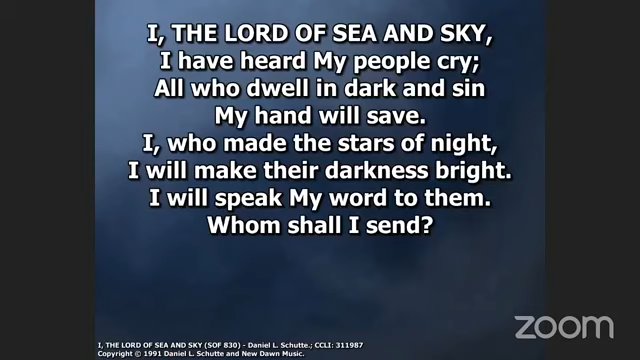 I, THE LORD OF SEA AND SKY,
I have heard My people cry;
All who dwell in dark and sin
My hand will save.
I, who made the stars of night,
I will make their darkness bright.
I will speak My word to them.
Whom shall I send?
I, THE LORD OF SEA AND SKY (SOF 830) - Daniel L. Schutte.; CCLI: 311987
Copyright © 1991 Daniel L. Schutte and New Dawn Music.
zoom